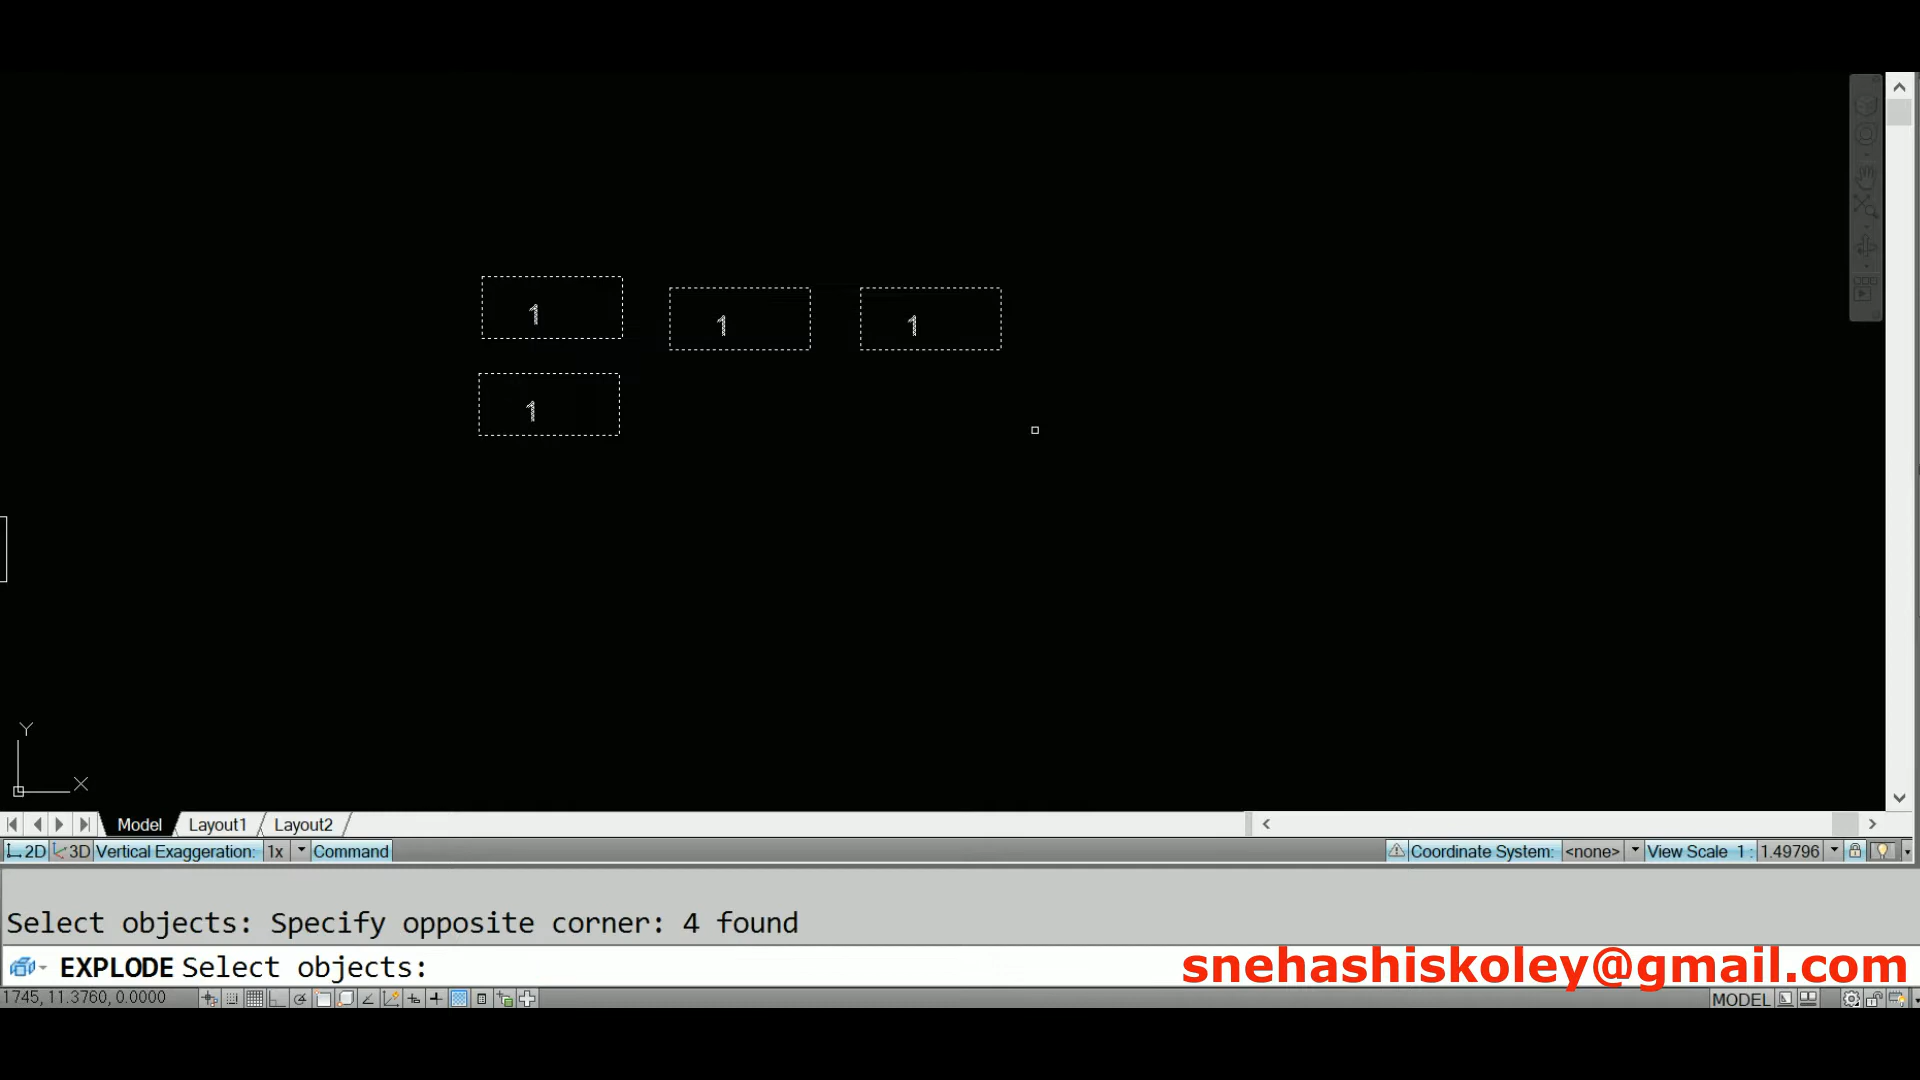 1
1
1
1
Y
X
Model Layout1 Layout2
2D 3D Vertical Exaggeration: 1x Command Coordinate System: <none> View Scale 1 : 1.49796
Select objects: Specify opposite corner: 4 found
EXPLODE Select objects:
snehashiskoley@gmail.com
1745, 11.3760, 0.0000 MODEL